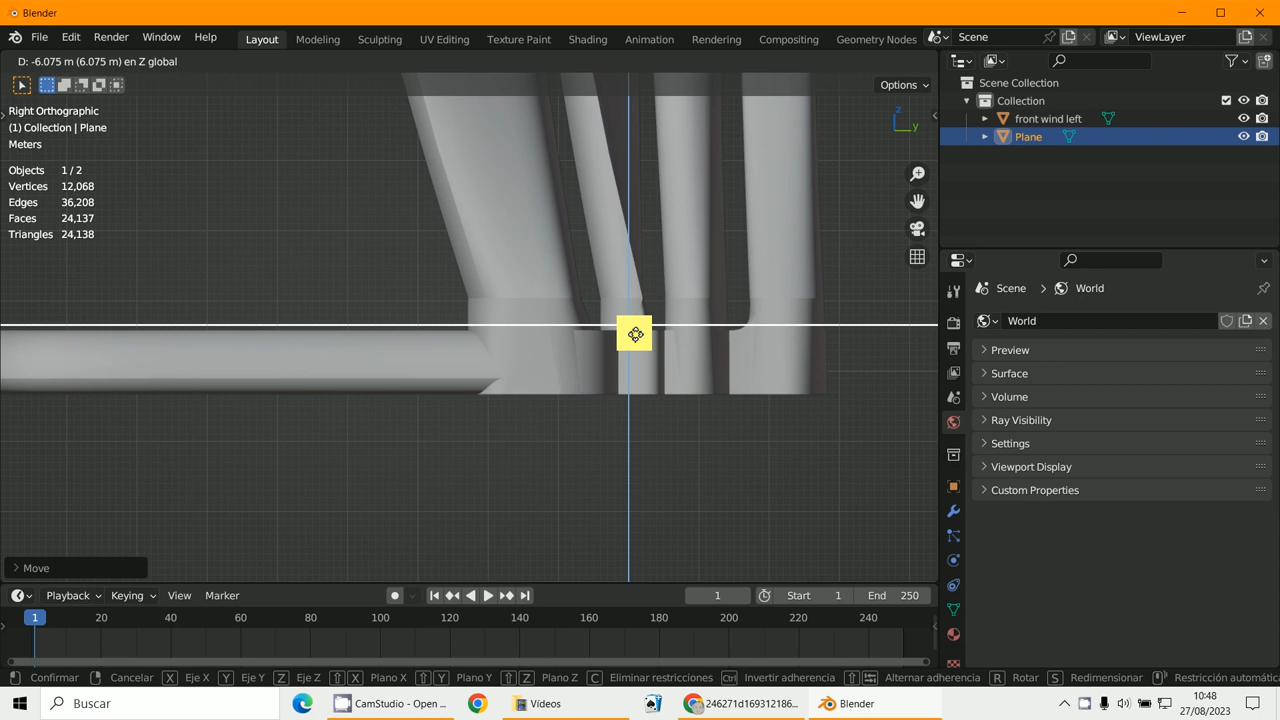 Blender
File Edit Render Window Help
Layout Modeling Sculpting UV Editing Texture Paint Shading Animation Rendering Compositing Geometry Nodes
Scene
ViewLayer
D: -6.075 m (6.075 m) en Z global
Options
Right Orthographic
(1) Collection | Plane
Meters
Objects 1 / 2
Vertices 12,068
Edges 36,208
Faces 24,137
Triangles 24,138
z
y
Move
Scene Collection
Collection
front wind left
Plane
Scene > World
World
Preview
Surface
Volume
Ray Visibility
Settings
Viewport Display
Custom Properties
Playback Keying View Marker
1
Start 1
End 250
1 20 40 60 80 100 120 140 160 180 200 220 240
Confirmar Cancelar X Eje X Y Eje Y Z Eje Z X Plano X Y Plano Y Z Plano Z C Eliminar restricciones Ctrl Invertir adherencia Alternar adherencia R Rotar S Redimensionar Restricción automátic
Buscar
CamStudio - Open ...
Vídeos
246271d169312186...
Blender
10:48
27/08/2023